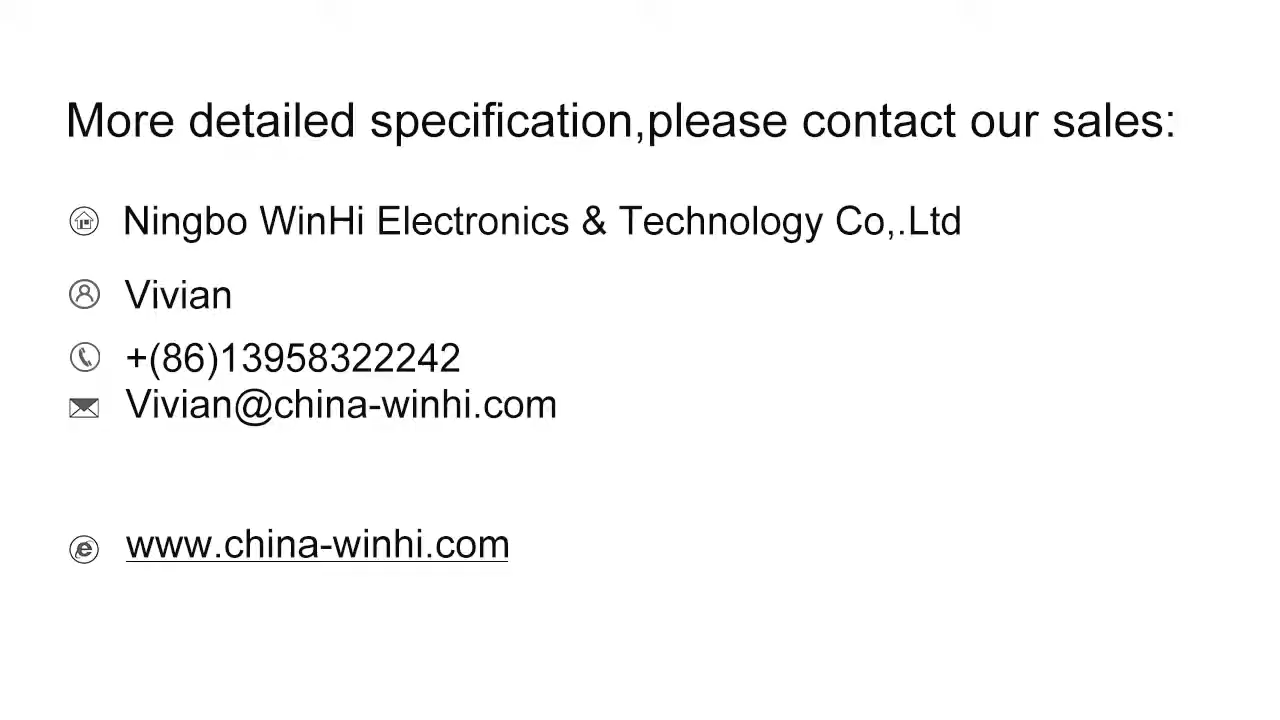 More detailed specification,please contact our sales:
Ningbo WinHi Electronics & Technology Co,.Ltd
Vivian
+(86)13958322242
Vivian@china-winhi.com
www.china-winhi.com